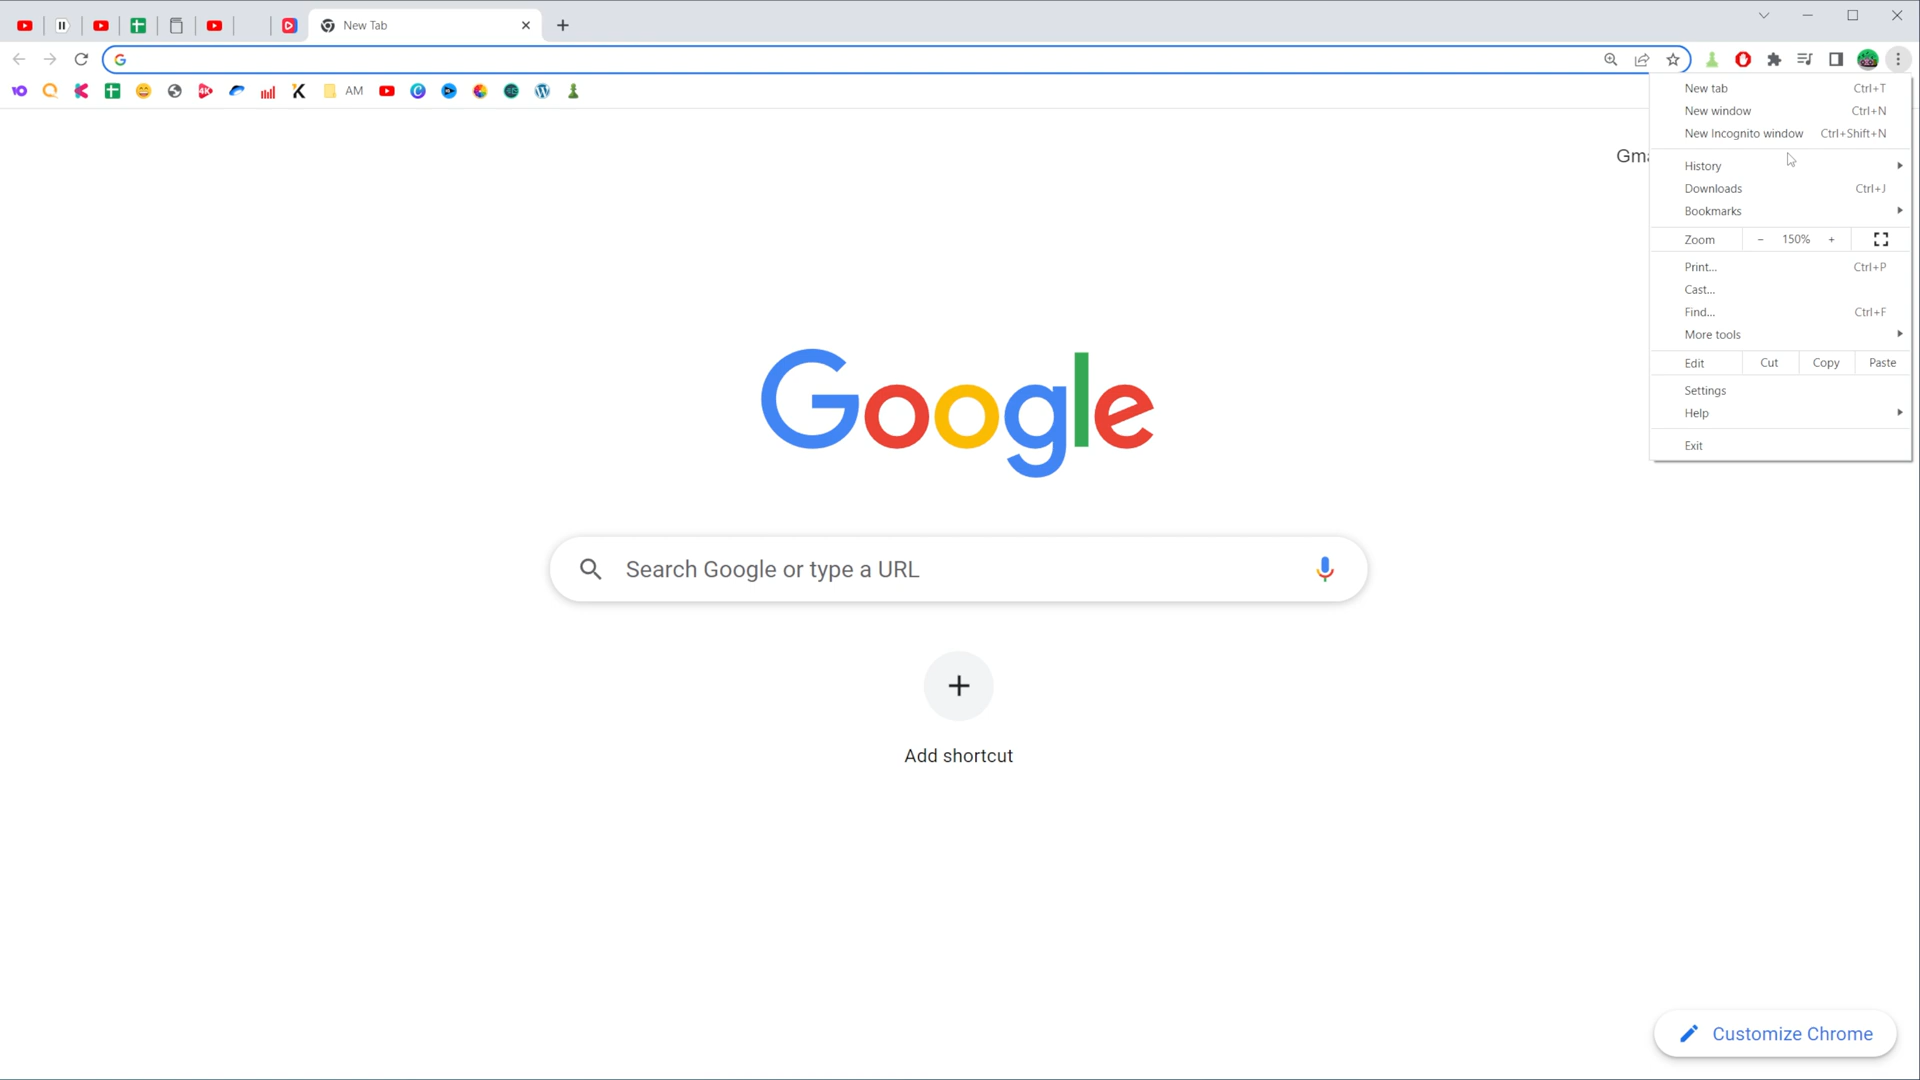 New Tab
AM
Gma
New tab Ctrl+T
New window Ctrl+N
New Incognito window Ctrl+Shift+N
History
Downloads Ctrl+J
Bookmarks
Zoom − 150% +
Print... Ctrl+P
Cast...
Find... Ctrl+F
More tools
Edit Cut Copy Paste
Settings
Help
Exit
Google
Search Google or type a URL
Add shortcut
Customize Chrome